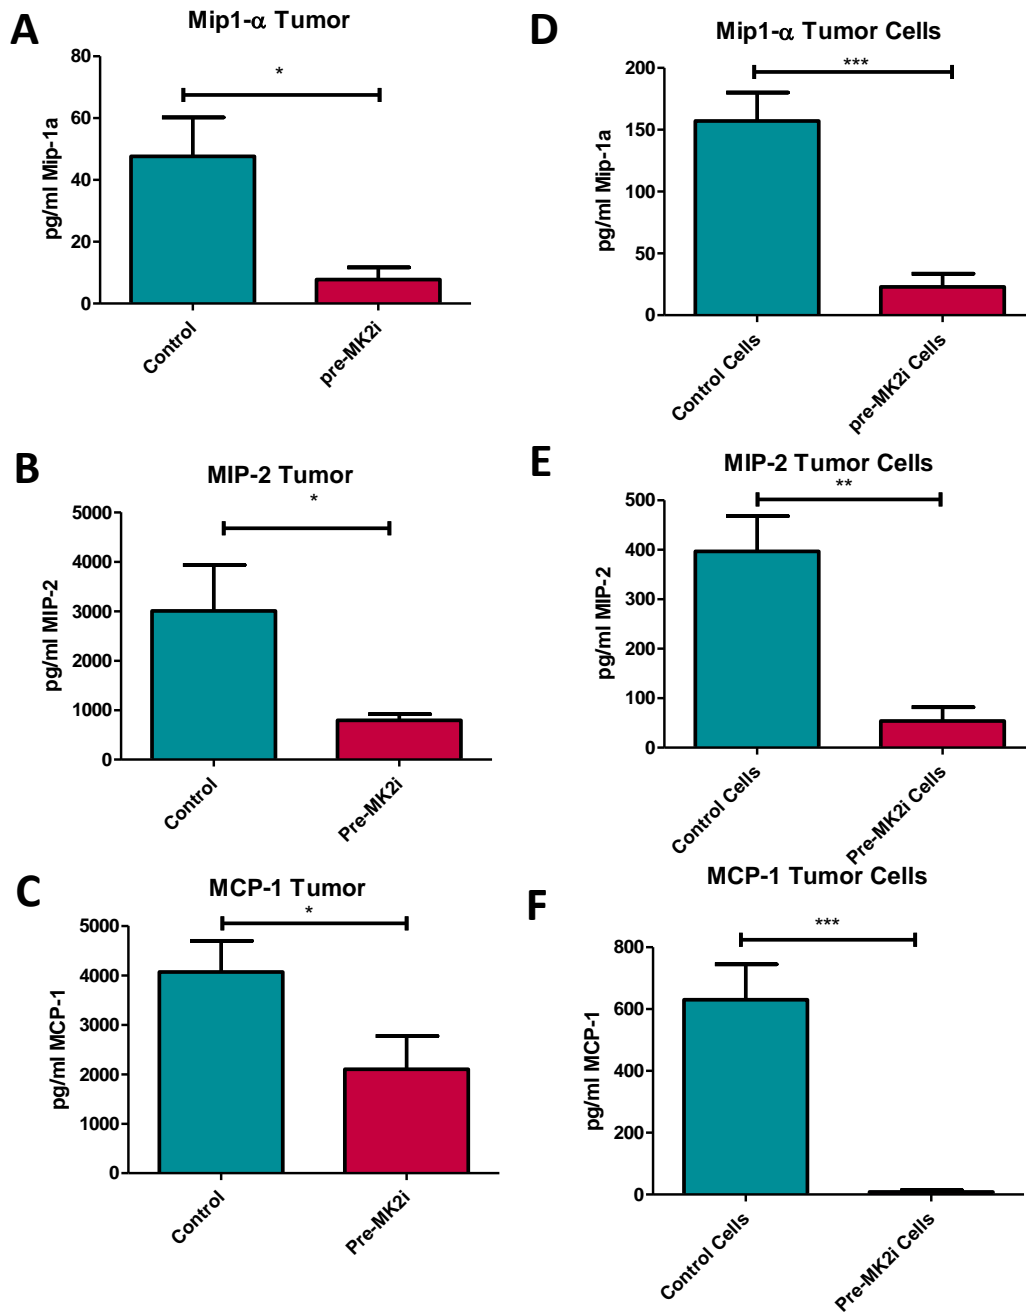 A
Mip1-α Tumor
pg/ml Mip-1a
80
60
40
20
0
*
Control
pre-MK2i
B
MIP-2 Tumor
pg/ml MIP-2
5000
4000
3000
2000
1000
0
*
Control
Pre-MK2i
C
MCP-1 Tumor
pg/ml MCP-1
5000
4000
3000
2000
1000
0
*
Control
Pre-MK2i
D
Mip1-α Tumor Cells
pg/ml Mip-1a
200
150
100
50
0
***
Control Cells
pre-MK2i Cells
E
MIP-2 Tumor Cells
pg/ml MIP-2
500
400
300
200
100
0
**
Control Cells
Pre-MK2i Cells
F
MCP-1 Tumor Cells
pg/ml MCP-1
800
600
400
200
0
***
Control Cells
Pre-MK2i Cells